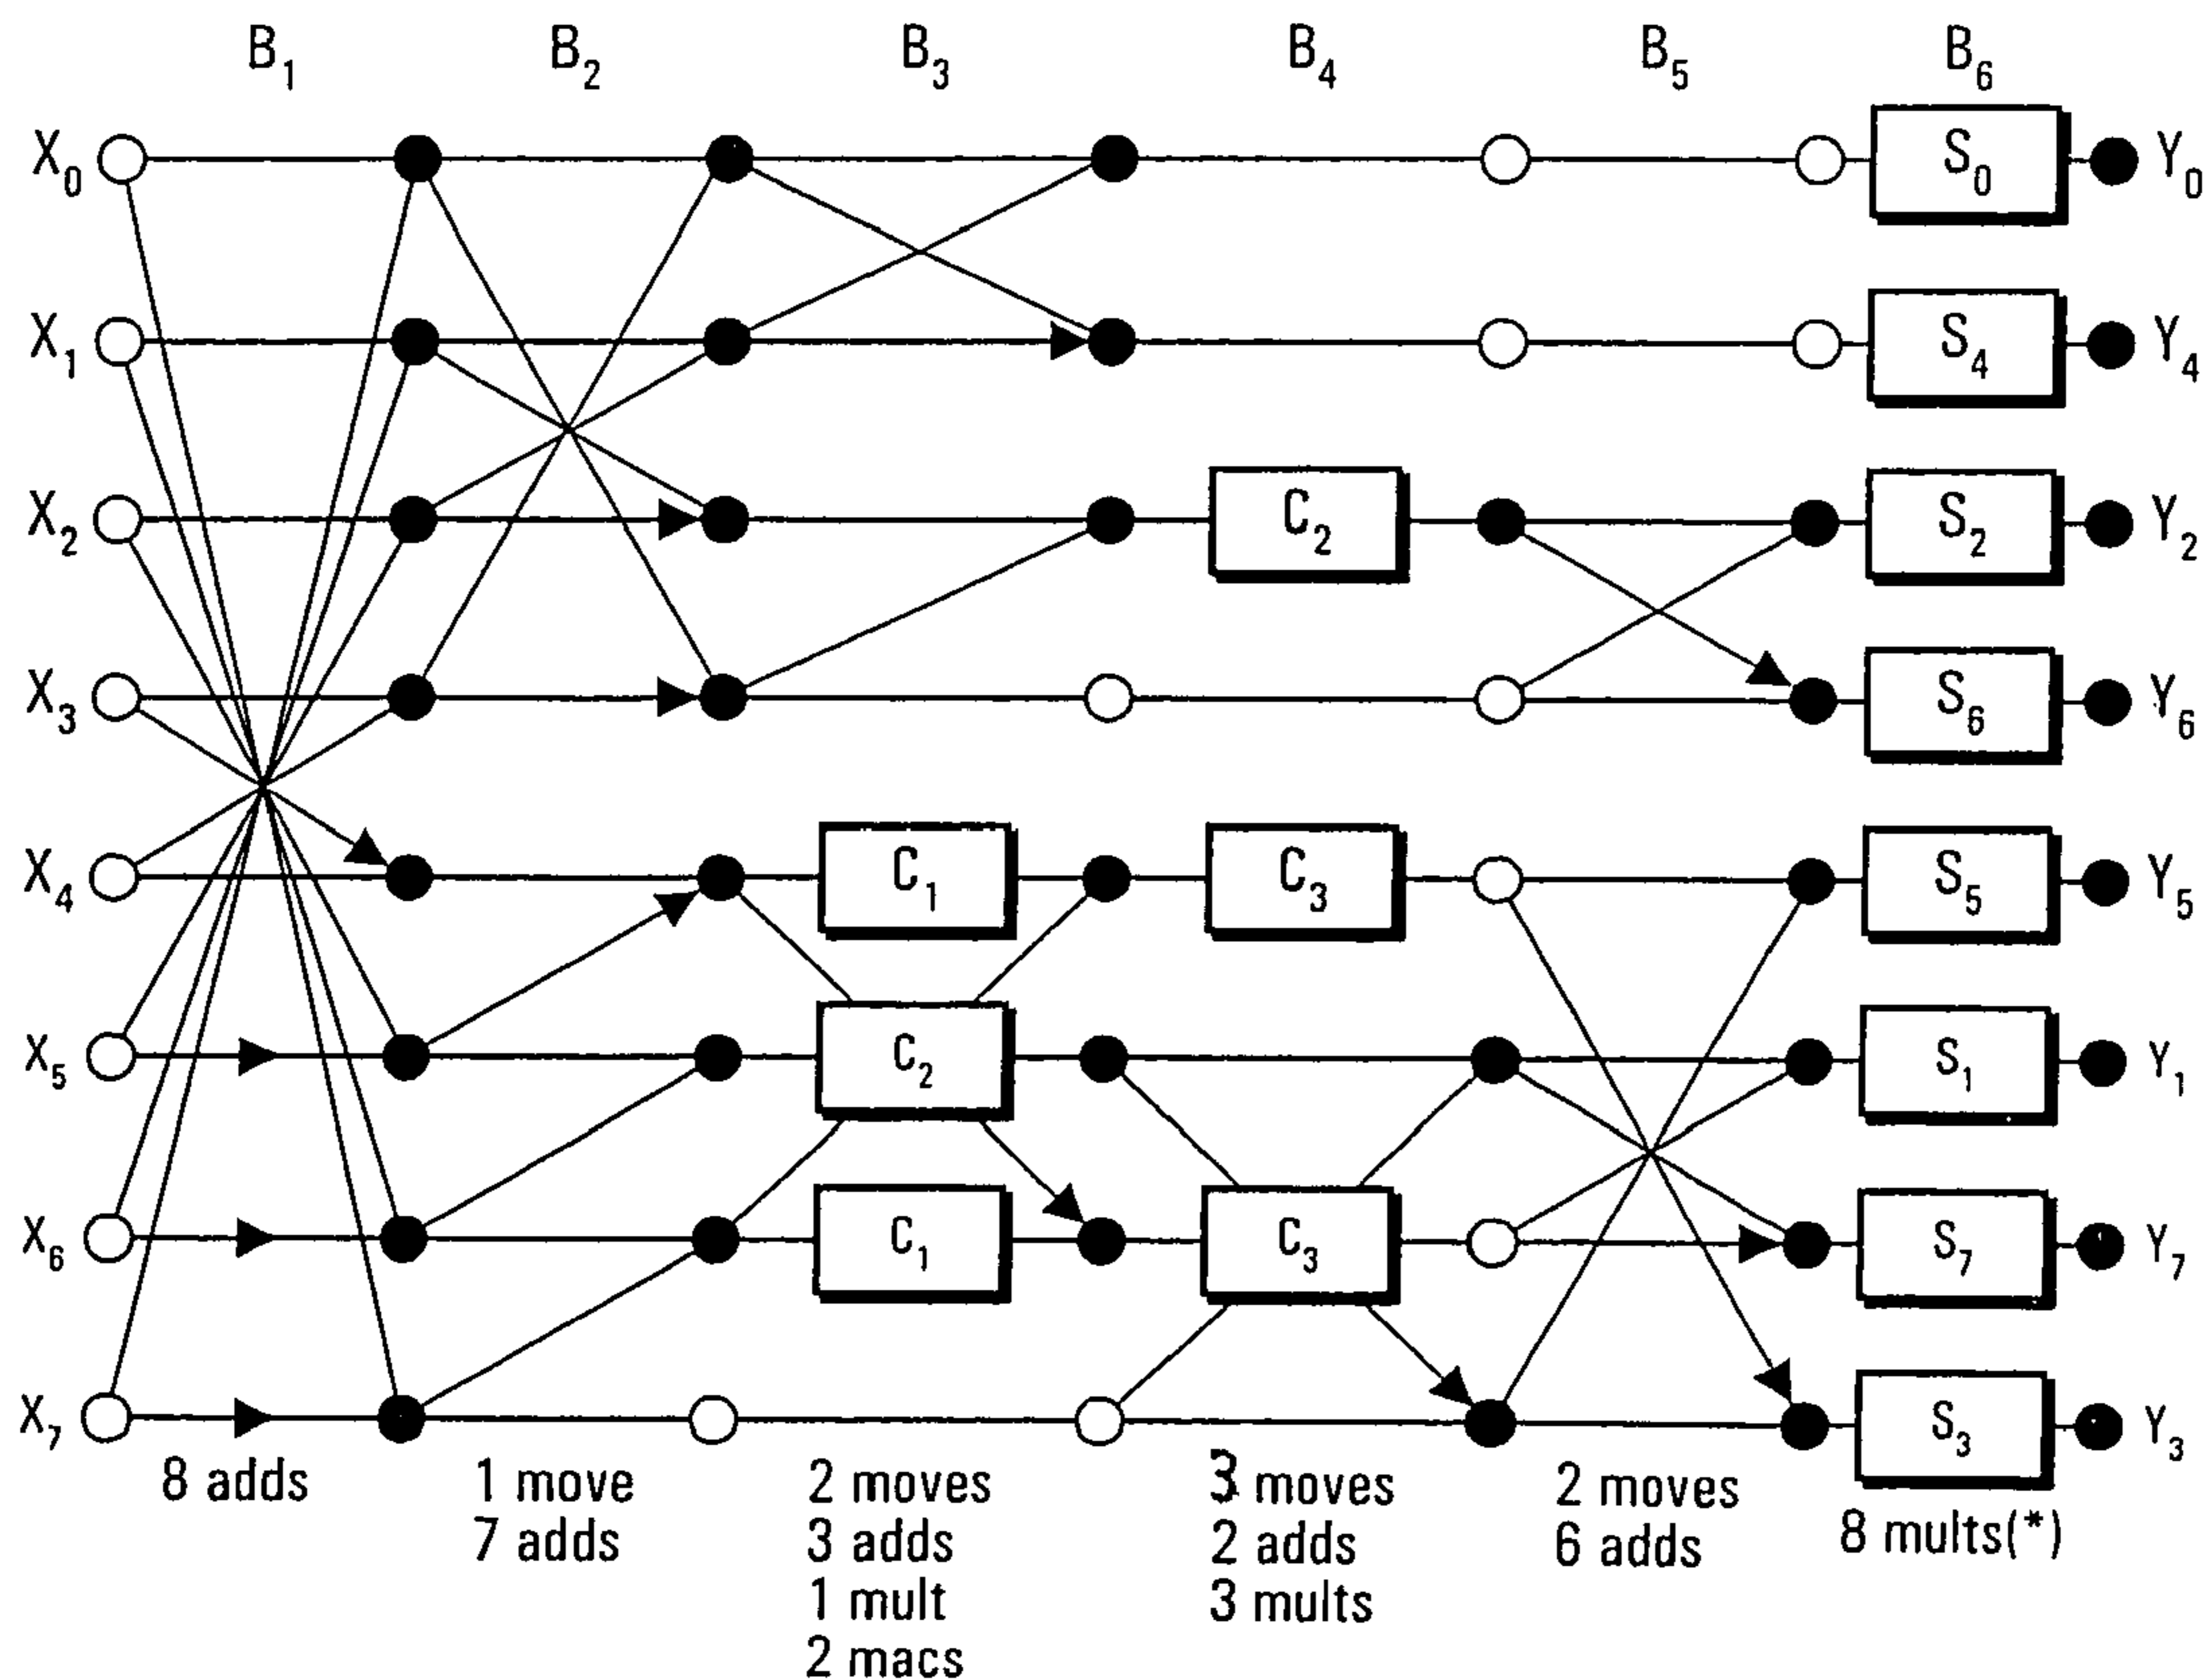 B₁ B₂ B₃ B₄ B₅ B₆
X₀ S₀ Y₀
X₁ S₄ Y₄
X₂ C₂ S₂ Y₂
X₃ S₆ Y₆
X₄ C₁ C₃ S₅ Y₅
X₅ C₂ S₁ Y₁
X₆ C₁ C₃ S₇ Y₇
X₇ S₃ Y₃
8 adds
1 move
7 adds
2 moves
3 adds
1 mult
2 macs
3 moves
2 adds
3 mults
2 moves
6 adds
8 mults(*)